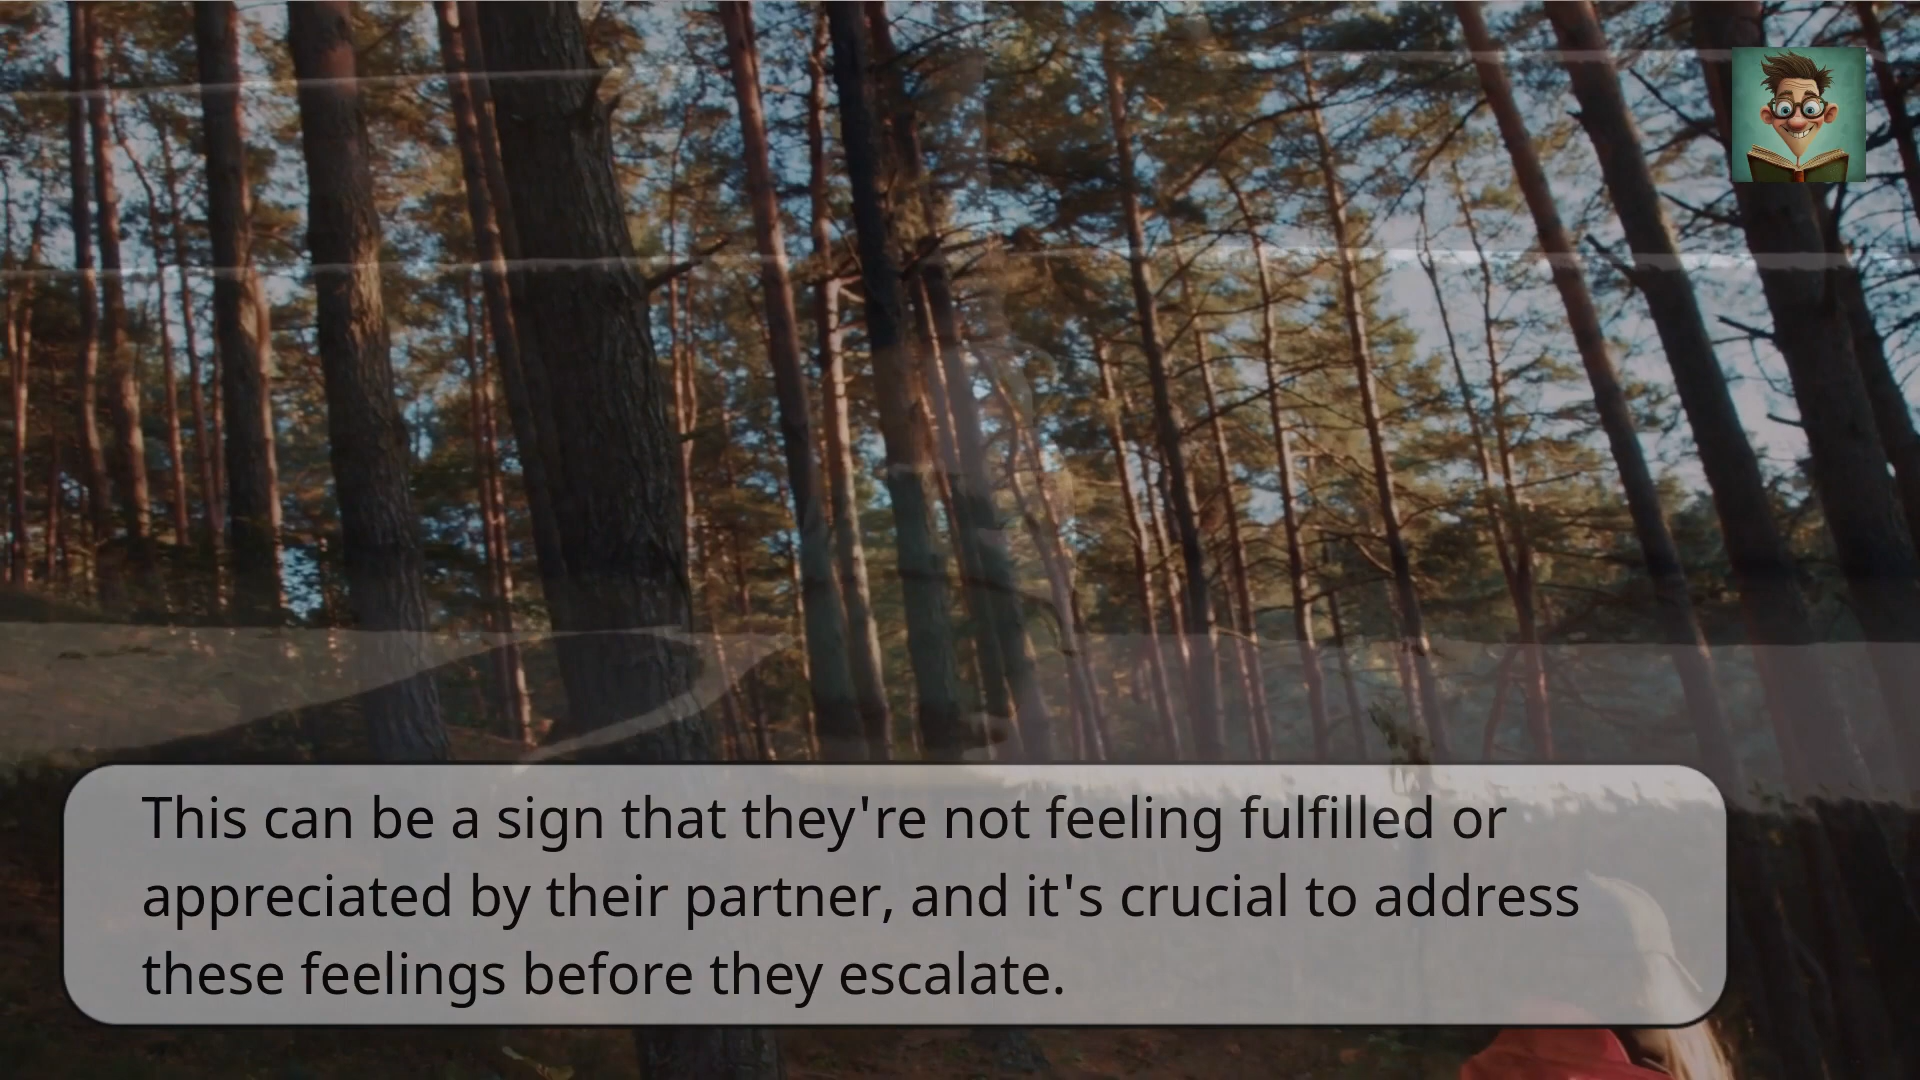 This can be a sign that they're not feeling fulfilled or
appreciated by their partner, and it's crucial to address
these feelings before they escalate.